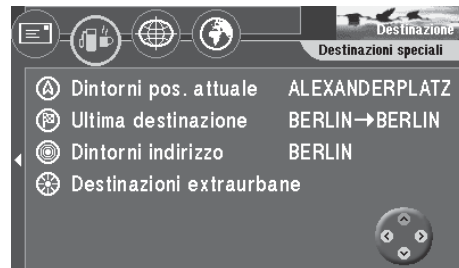 Destinazione
Destinazioni speciali
A Dintorni pos. attuale ALEXANDERPLATZ
Ultima destinazione BERLIN→BERLIN
Dintorni indirizzo BERLIN
Destinazioni extraurbane